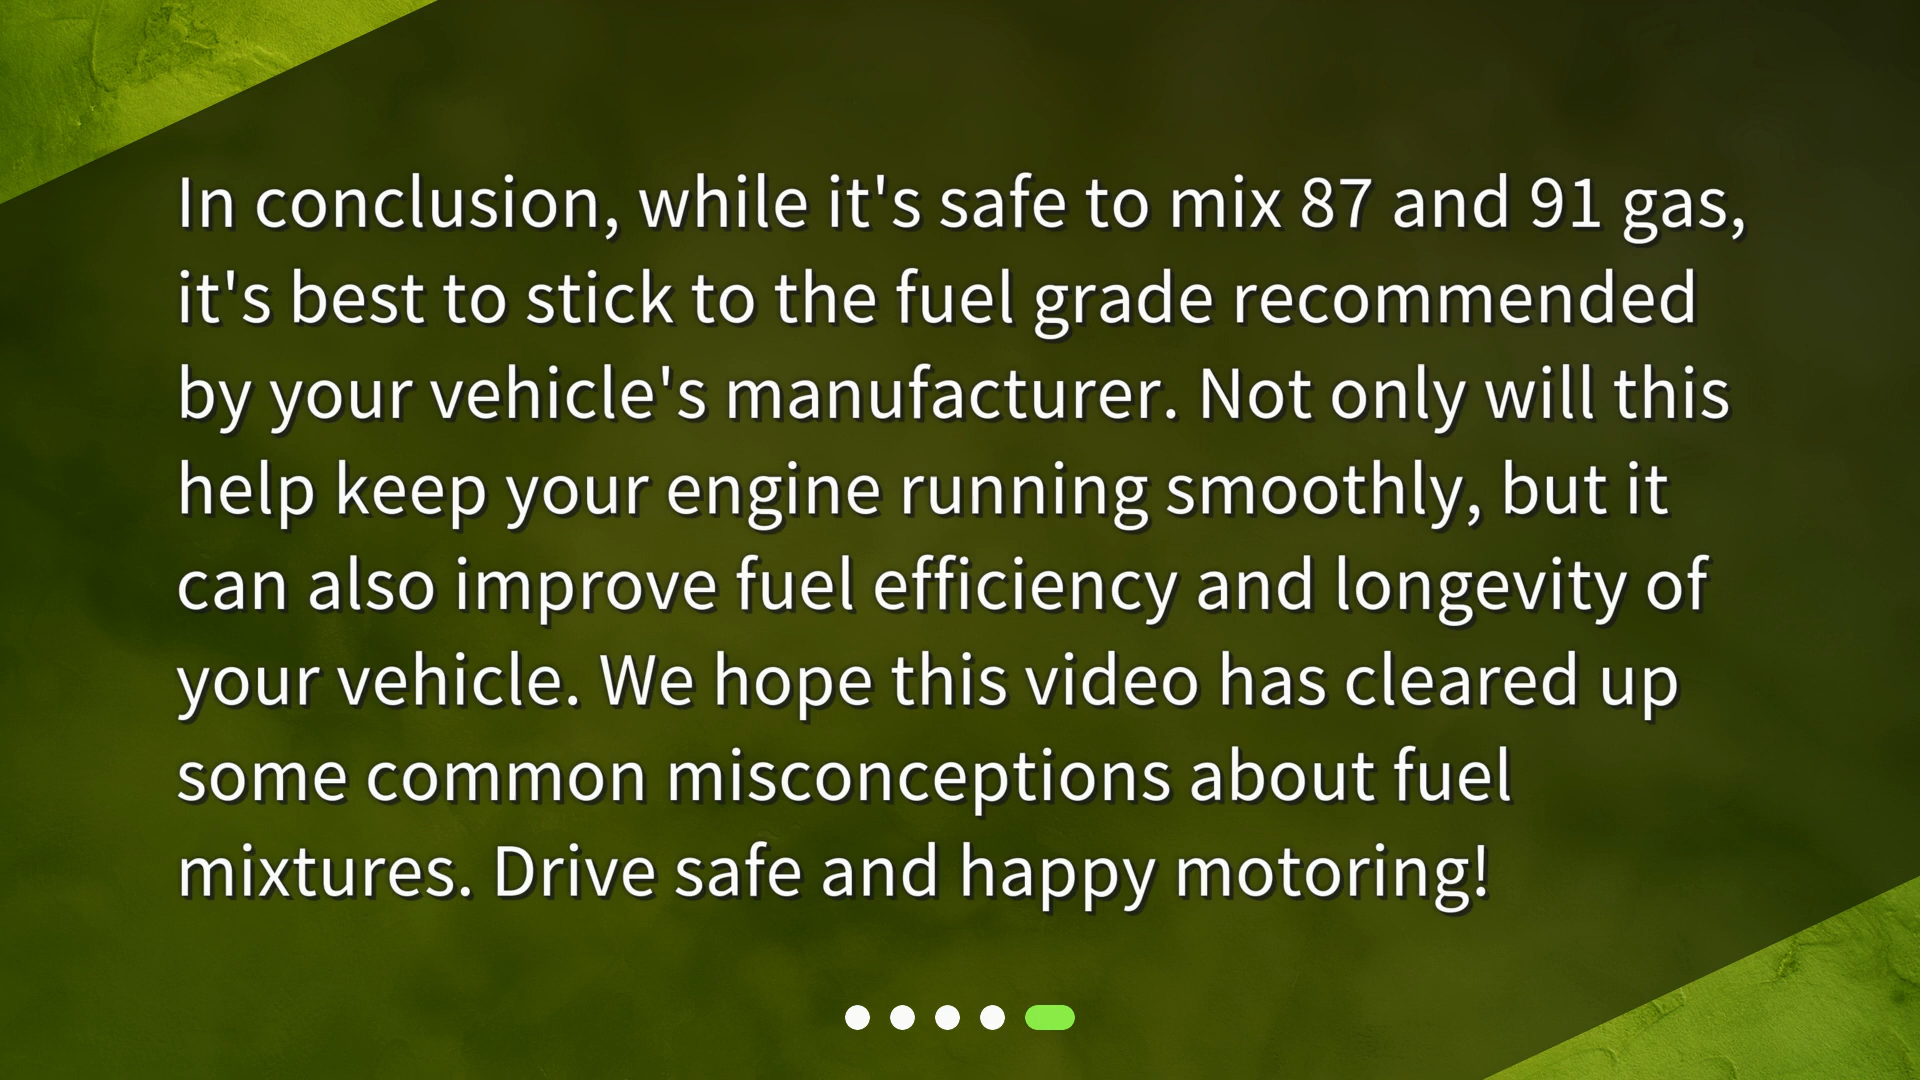 In conclusion, while it's safe to mix 87 and 91 gas,
it's best to stick to the fuel grade recommended
by your vehicle's manufacturer. Not only will this
help keep your engine running smoothly, but it
can also improve fuel efficiency and longevity of
your vehicle. We hope this video has cleared up
some common misconceptions about fuel
mixtures. Drive safe and happy motoring!